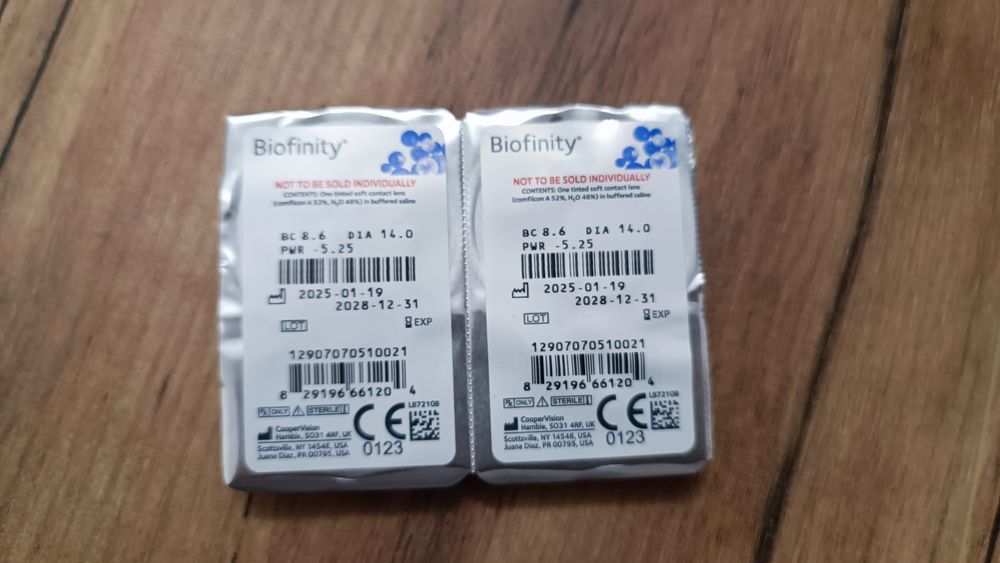 Biofinity®
NOT TO BE SOLD INDIVIDUALLY
CONTENTS: One tinted soft contact lens
(comfilcon A 52%, H₂O 48%) in buffered saline
BC 8.6 DIA 14.0
PWR -5.25
2025-01-19
2028-12-31
LOT EXP
12907070510021
8 29196 66120 4
Rx ONLY STERILE
LB7210B
CooperVision
Hamble, SO31 4RF, UK
Scottsville, NY 14546, USA
Juana Diaz, PR 00795, USA
CE 0123
Biofinity®
NOT TO BE SOLD INDIVIDUALLY
CONTENTS: One tinted soft contact lens
(comfilcon A 52%, H₂O 48%) in buffered saline
BC 8.6 DIA 14.0
PWR -5.25
2025-01-19
2028-12-31
LOT EXP
12907070510021
8 29196 66120 4
Rx ONLY STERILE
LB7210B
CooperVision
Hamble, SO31 4RF, UK
Scottsville, NY 14546, USA
Juana Diaz, PR 00795, USA
CE 0123